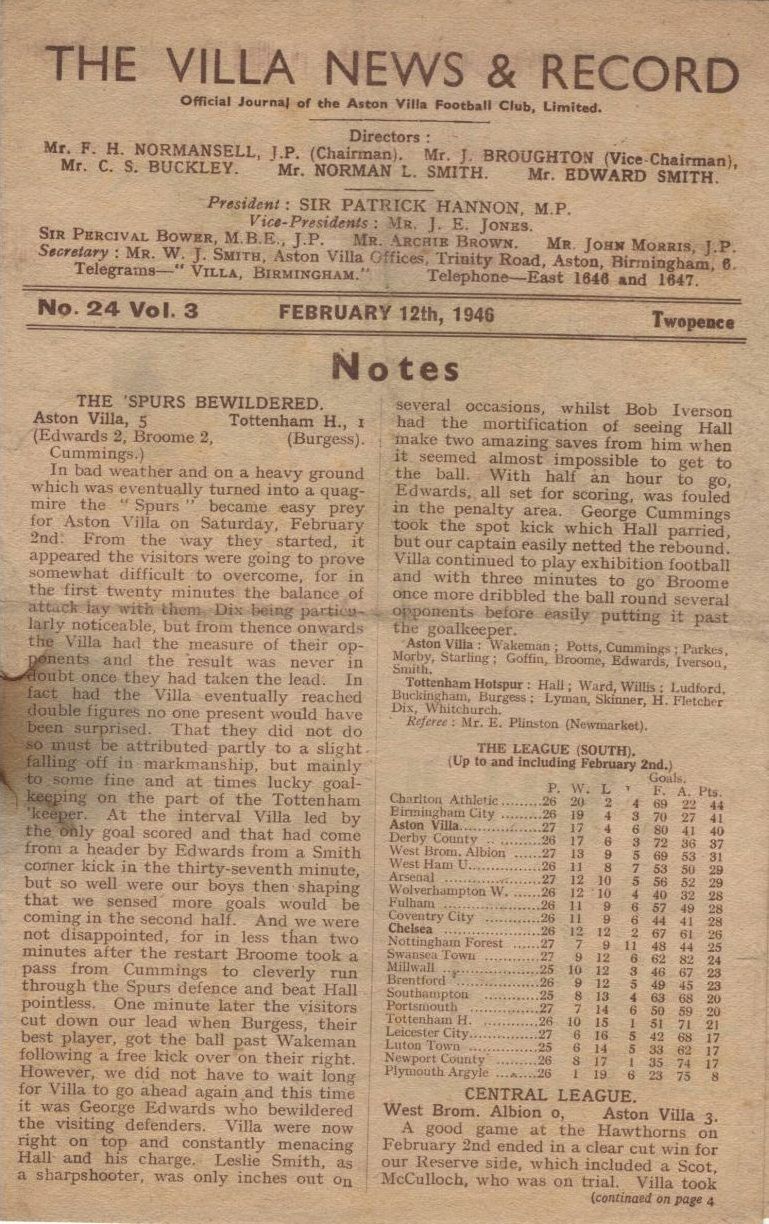 THE VILLA NEWS & RECORD
Official Journal of the Aston Villa Football Club, Limited.
Directors :
Mr. F. H. NORMANSELL, J.P. (Chairman). Mr. J. BROUGHTON (Vice-Chairman),
Mr. C. S. BUCKLEY. Mr. NORMAN L. SMITH. Mr. EDWARD SMITH.
President : SIR PATRICK HANNON, M.P.
Vice-Presidents : MR. J. E. JONES.
SIR PERCIVAL BOWER, M.B.E., J.P. MR. ARCHIE BROWN. MR. JOHN MORRIS, J.P.
Secretary : MR. W. J. SMITH, Aston Villa Offices, Trinity Road, Aston, Birmingham, 6.
Telegrams—" VILLA, BIRMINGHAM." Telephone—East 1646 and 1647.
No. 24 Vol. 3 FEBRUARY 12th, 1946 Twopence
Notes
THE 'SPURS BEWILDERED.
Aston Villa, 5 Tottenham H., 1
(Edwards 2, Broome 2, (Burgess).
Cummings.)
In bad weather and on a heavy ground
which was eventually turned into a quag-
mire the " Spurs " became easy prey
for Aston Villa on Saturday, February
2nd. From the way they started, it
appeared the visitors were going to prove
somewhat difficult to overcome, for in
the first twenty minutes the balance of
attack lay with them, Dix being particu-
larly noticeable, but from thence onwards
the Villa had the measure of their op-
ponents and the result was never in
doubt once they had taken the lead. In
fact had the Villa eventually reached
double figures no one present would have
been surprised. That they did not do
so must be attributed partly to a slight
falling off in markmanship, but mainly
to some fine and at times lucky goal-
keeping on the part of the Tottenham
'keeper. At the interval Villa led by
the only goal scored and that had come
from a header by Edwards from a Smith
corner kick in the thirty-seventh minute,
but so well were our boys then shaping
that we sensed more goals would be
coming in the second half. And we were
not disappointed, for in less than two
minutes after the restart Broome took a
pass from Cummings to cleverly run
through the Spurs defence and beat Hall
pointless. One minute later the visitors
cut down our lead when Burgess, their
best player, got the ball past Wakeman
following a free kick over on their right.
However, we did not have to wait long
for Villa to go ahead again and this time
it was George Edwards who bewildered
the visiting defenders. Villa were now
right on top and constantly menacing
Hall and his charge. Leslie Smith, as
a sharpshooter, was only inches out on
several occasions, whilst Bob Iverson
had the mortification of seeing Hall
make two amazing saves from him when
it seemed almost impossible to get to
the ball. With half an hour to go,
Edwards, all set for scoring, was fouled
in the penalty area. George Cummings
took the spot kick which Hall parried,
but our captain easily netted the rebound.
Villa continued to play exhibition football
and with three minutes to go Broome
once more dribbled the ball round several
opponents before easily putting it past
the goalkeeper.
Aston Villa : Wakeman ; Potts, Cummings ; Parkes,
Morby, Starling ; Goffin, Broome, Edwards, Iverson,
Smith.
Tottenham Hotspur : Hall ; Ward, Willis ; Ludford,
Buckingham, Burgess ; Lyman, Skinner, H. Fletcher
Dix, Whitchurch.
Referee : Mr. E. Plinston (Newmarket).
THE LEAGUE (SOUTH).
(Up to and including February 2nd.)
Goals.
P. W. L F. A. Pts.
Charlton Athletic ........26 20 2 4 69 22 44
Birmingham City .........26 19 4 3 70 27 41
Aston Villa..............27 17 4 6 80 41 40
Derby County ............26 17 6 3 72 36 37
West Brom. Albion .....27 13 9 5 69 53 31
West Ham U..............26 11 8 7 53 50 29
Arsenal ..................27 12 10 5 56 52 29
Wolverhampton W. ......26 12 10 4 40 32 28
Fulham ..................26 11 9 6 57 49 28
Coventry City ...........26 11 9 6 44 41 28
Chelsea ..................26 12 12 2 67 61 26
Nottingham Forest ......27 7 9 11 48 44 25
Swansea Town ...........27 9 12 6 62 82 24
Millwall .................25 10 12 3 46 67 23
Brentford ................26 9 12 5 49 45 23
Southampton .............25 8 13 4 63 68 20
Portsmouth ..............27 7 14 6 50 59 20
Tottenham H. ............26 10 15 1 51 71 21
Leicester City............27 6 16 5 42 68 17
Luton Town ..............25 6 14 5 33 62 17
Newport County .........26 8 17 1 35 74 17
Plymouth Argyle .........26 1 19 6 23 75 8
CENTRAL LEAGUE.
West Brom. Albion 0, Aston Villa 3.
A good game at the Hawthorns on
February 2nd ended in a clear cut win for
our Reserve side, which included a Scot,
McCulloch, who was on trial. Villa took
(continued on page 4